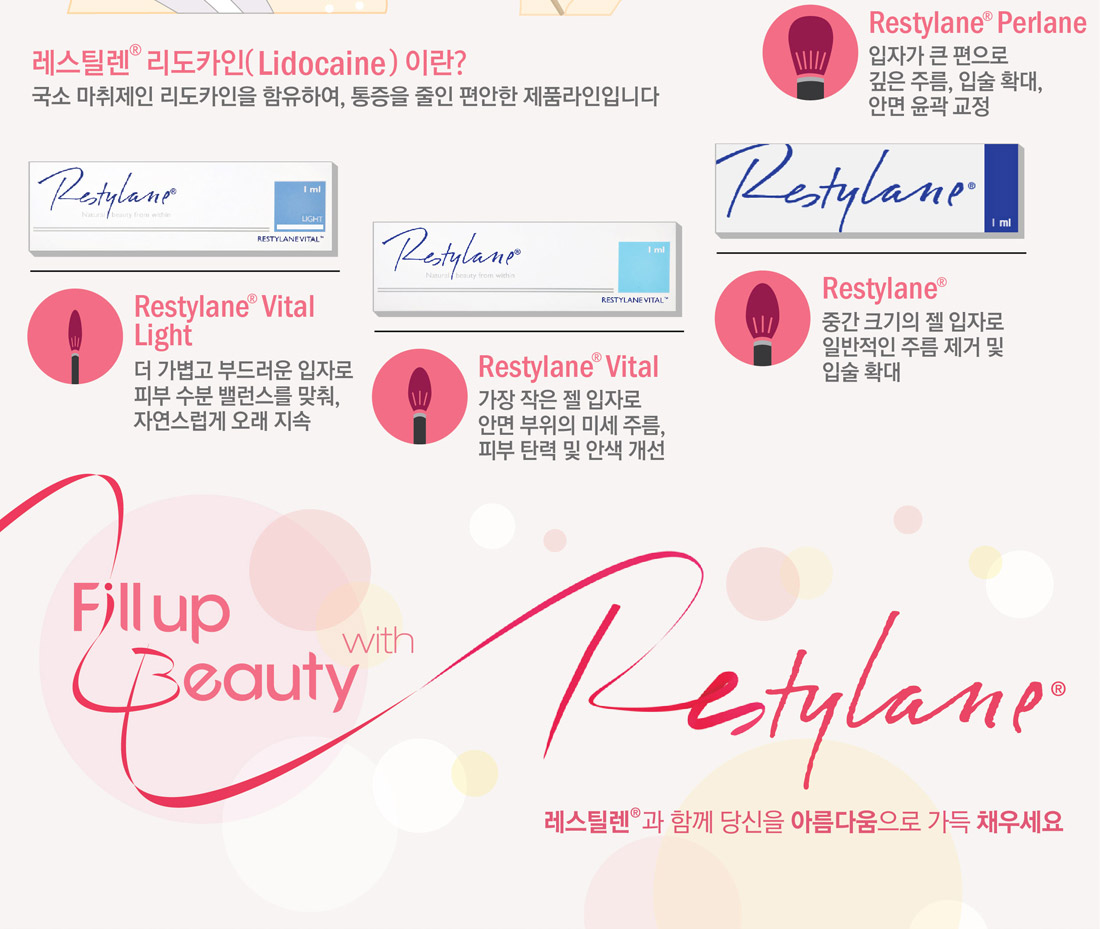 레스틸렌® 리도카인(Lidocaine) 이란?
국소 마취제인 리도카인을 함유하여, 통증을 줄인 편안한 제품라인입니다
Restylane® Perlane
입자가 큰 편으로
깊은 주름, 입술 확대,
안면 윤곽 교정
Restylane®
Natural beauty from within
1 ml
LIGHT
RESTYLANE VITAL™
Restylane® Vital
Light
더 가볍고 부드러운 입자로
피부 수분 밸런스를 맞춰,
자연스럽게 오래 지속
Restylane®
Natural beauty from within
1 ml
RESTYLANE VITAL™
Restylane® Vital
가장 작은 젤 입자로
안면 부위의 미세 주름,
피부 탄력 및 안색 개선
Restylane®
1 ml
Restylane®
중간 크기의 젤 입자로
일반적인 주름 제거 및
입술 확대
Fill up
Beauty with
Restylane®
레스틸렌®과 함께 당신을 아름다움으로 가득 채우세요